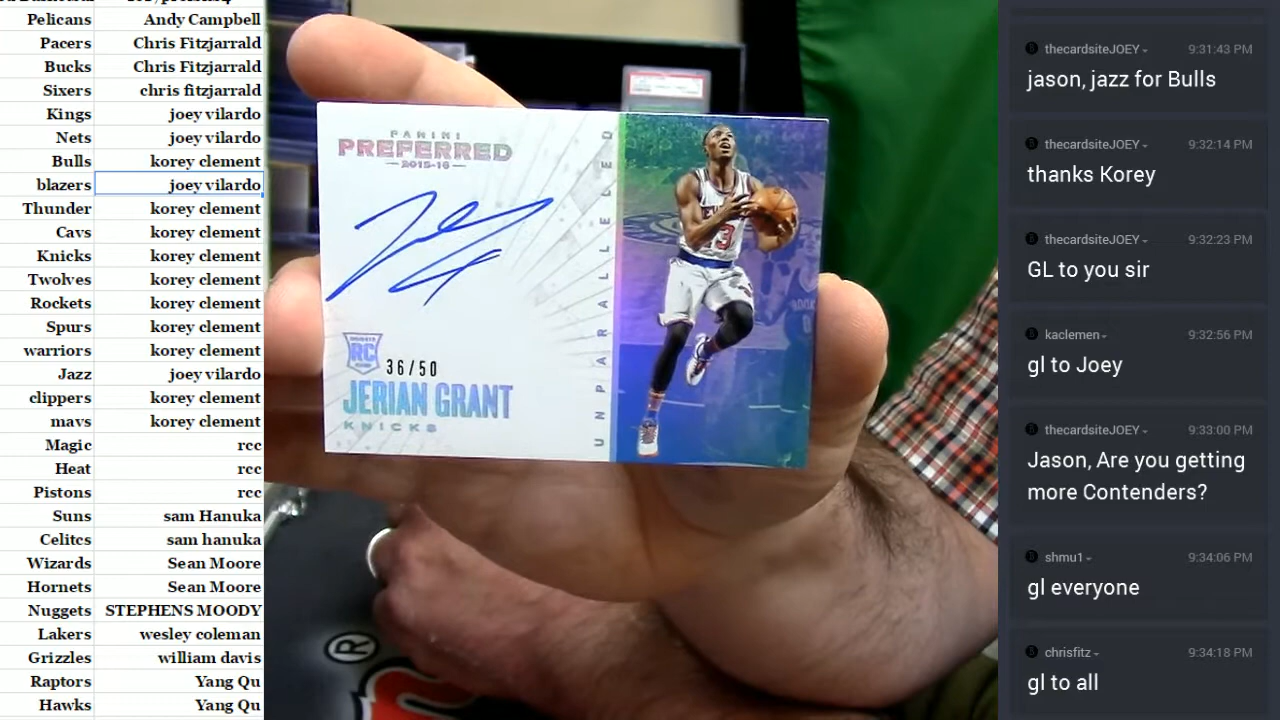 Pelicans Andy Campbell
Pacers Chris Fitzjarrald
Bucks Chris Fitzjarrald
Sixers chris fitzjarrald
Kings joey vilardo
Nets joey vilardo
Bulls korey clement
blazers joey vilardo
Thunder korey clement
Cavs korey clement
Knicks korey clement
Twolves korey clement
Rockets korey clement
Spurs korey clement
warriors korey clement
Jazz joey vilardo
clippers korey clement
mavs korey clement
Magic rcc
Heat rcc
Pistons rcc
Suns sam Hanuka
Celitcs sam hanuka
Wizards Sean Moore
Hornets Sean Moore
Nuggets STEPHENS MOODY
Lakers wesley coleman
Grizzles william davis
Raptors Yang Qu
Hawks Yang Qu
PANINI
PREFERRED
2015-16
UNPARALLELED
RC
36/50
JERIAN GRANT
KNICKS
3
®
thecardsiteJOEY 9:31:43 PM
jason, jazz for Bulls
thecardsiteJOEY 9:32:14 PM
thanks Korey
thecardsiteJOEY 9:32:23 PM
GL to you sir
kaclemen 9:32:56 PM
gl to Joey
thecardsiteJOEY 9:33:00 PM
Jason, Are you getting
more Contenders?
shmu1 9:34:06 PM
gl everyone
chrisfitz 9:34:18 PM
gl to all